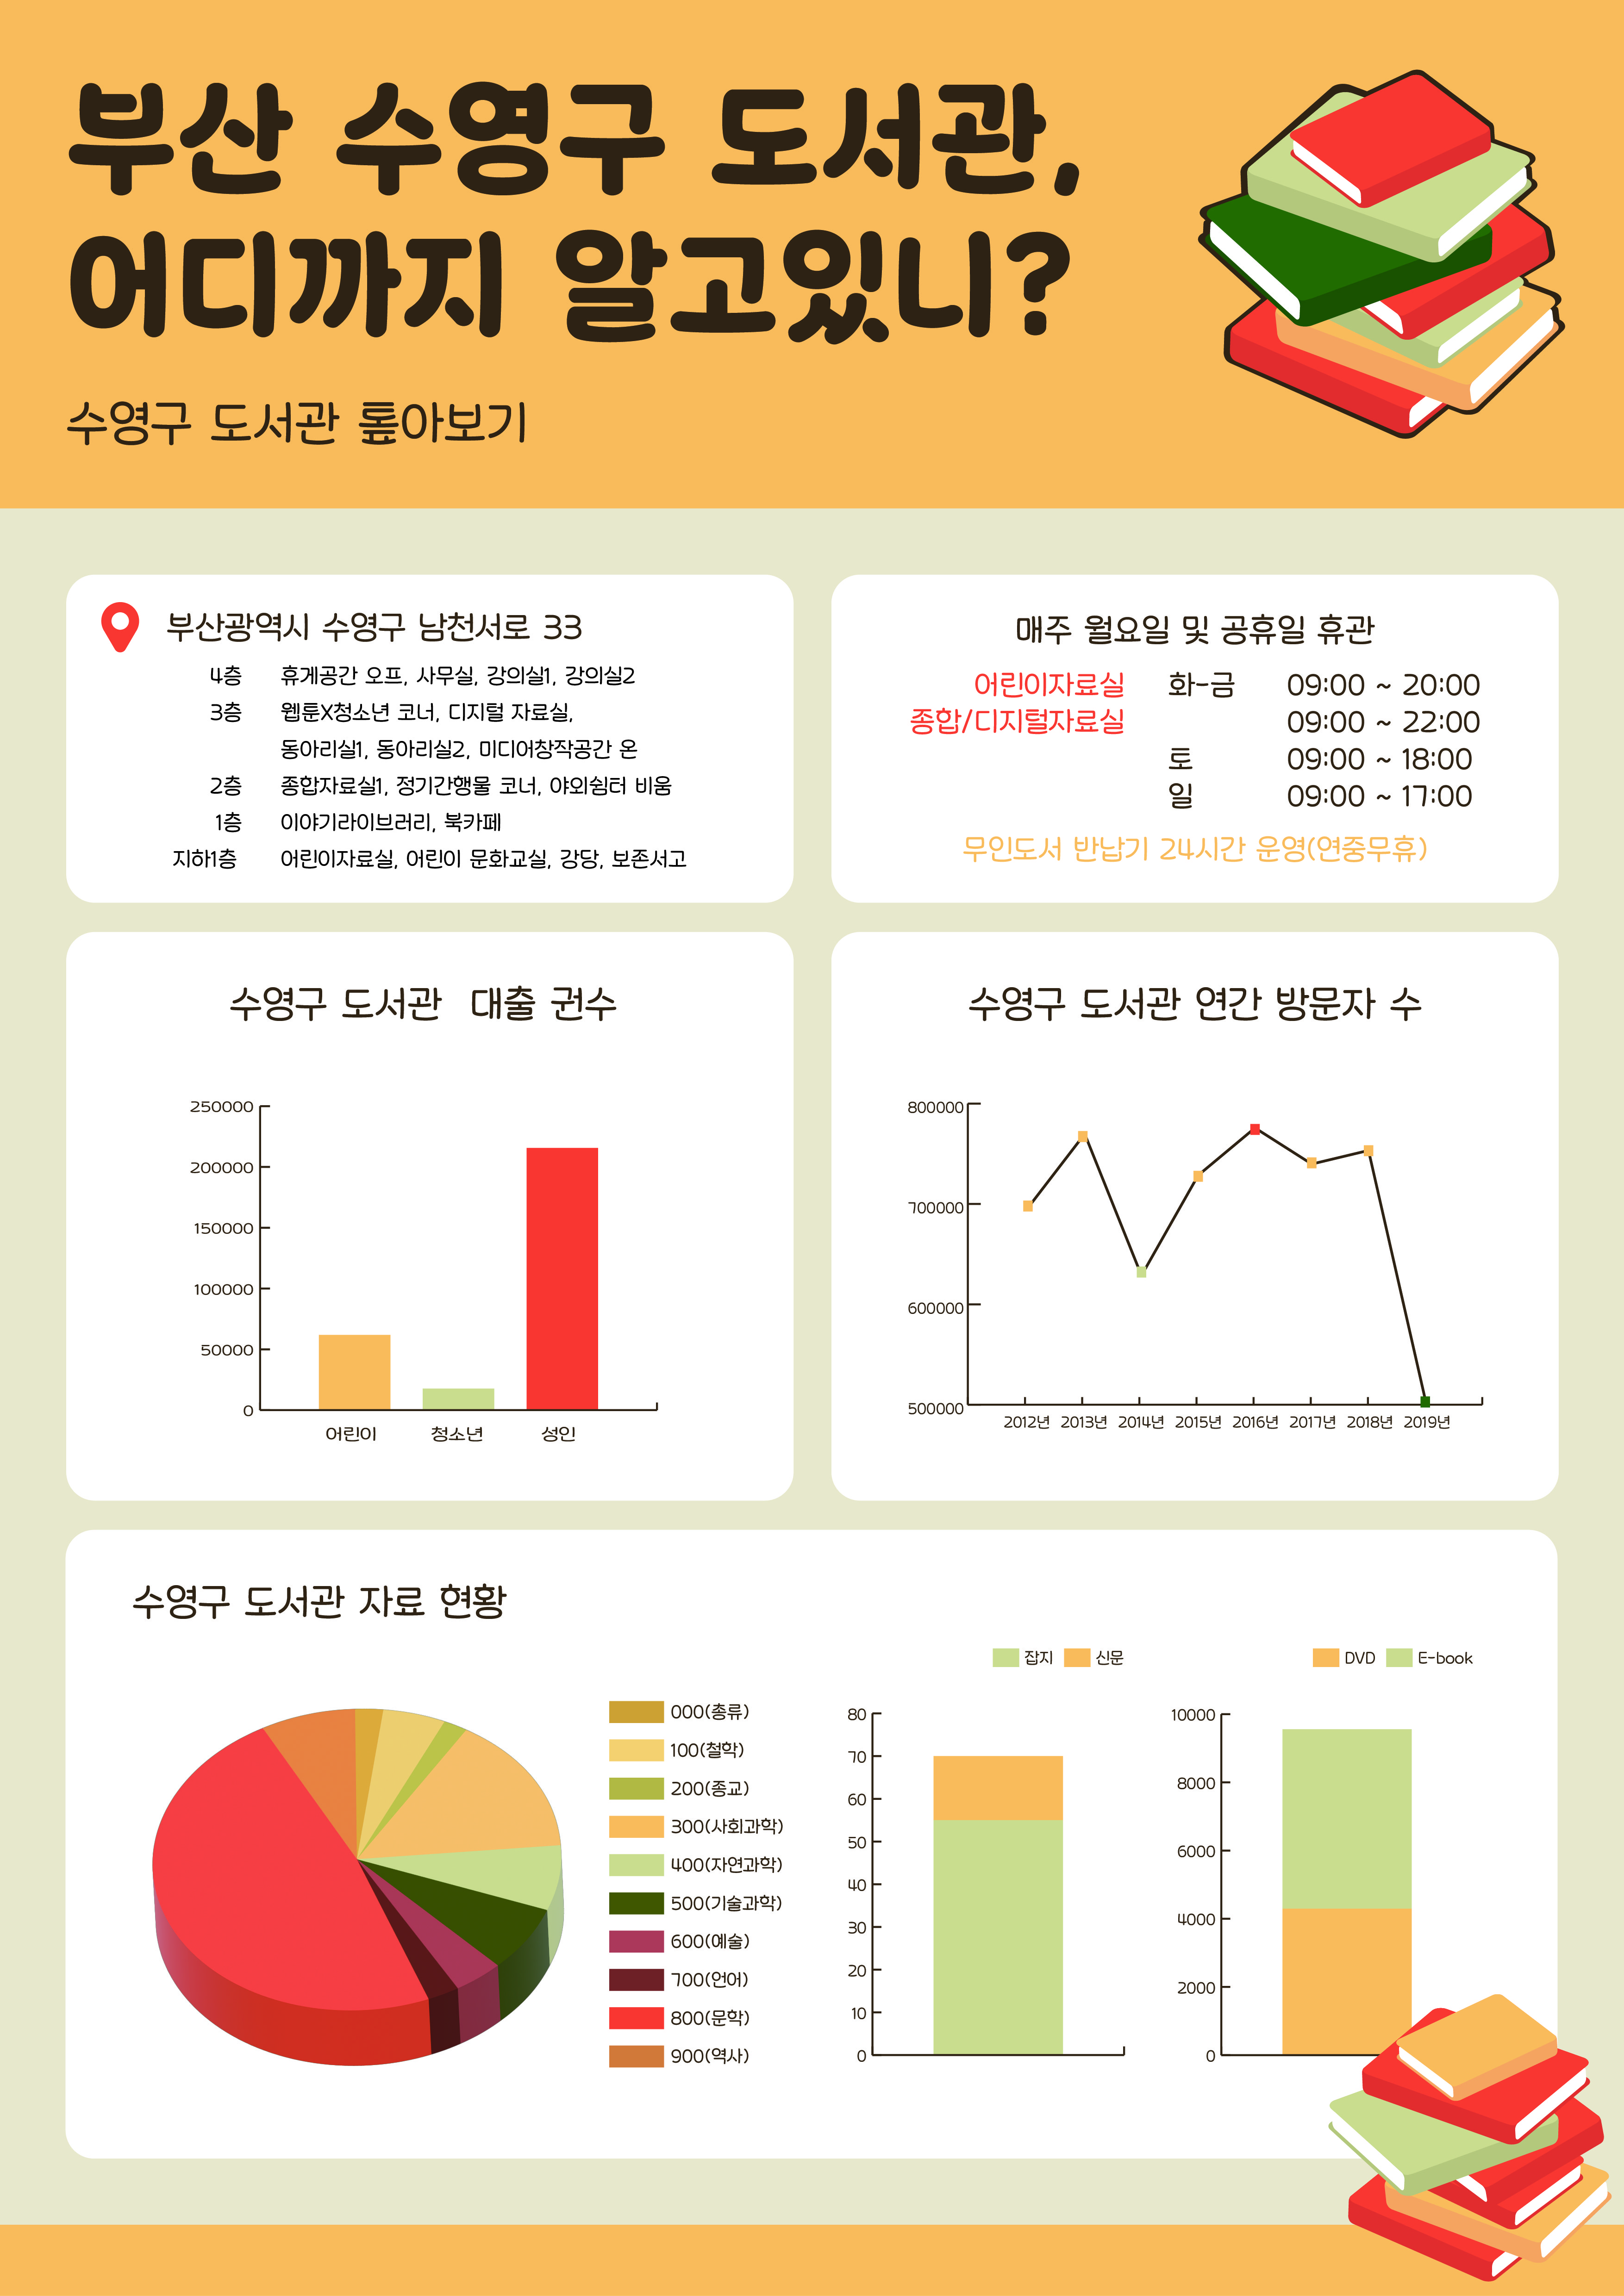 부산 수영구 도서관,
어디까지 알고있니?
수영구 도서관 톺아보기
부산광역시 수영구 남천서로 33
4층 휴게공간 오프, 사무실, 강의실1, 강의실2
3층 웹툰X청소년 코너, 디지털 자료실,
동아리실1, 동아리실2, 미디어창작공간 온
2층 종합자료실1, 정기간행물 코너, 야외쉼터 비움
1층 이야기라이브러리, 북카페
지하1층 어린이자료실, 어린이 문화교실, 강당, 보존서고
매주 월요일 및 공휴일 휴관
어린이자료실 화-금 09:00 ~ 20:00
종합/디지털자료실 09:00 ~ 22:00
토 09:00 ~ 18:00
일 09:00 ~ 17:00
무인도서 반납기 24시간 운영(연중무휴)
수영구 도서관 대출 권수
250000
200000
150000
100000
50000
0
어린이 청소년 성인
수영구 도서관 연간 방문자 수
800000
700000
600000
500000
2012년 2013년 2014년 2015년 2016년 2017년 2018년 2019년
수영구 도서관 자료 현황
000(총류)
100(철학)
200(종교)
300(사회과학)
400(자연과학)
500(기술과학)
600(예술)
700(언어)
800(문학)
900(역사)
잡지 신문
80
70
60
50
40
30
20
10
0
DVD E-book
10000
8000
6000
4000
2000
0